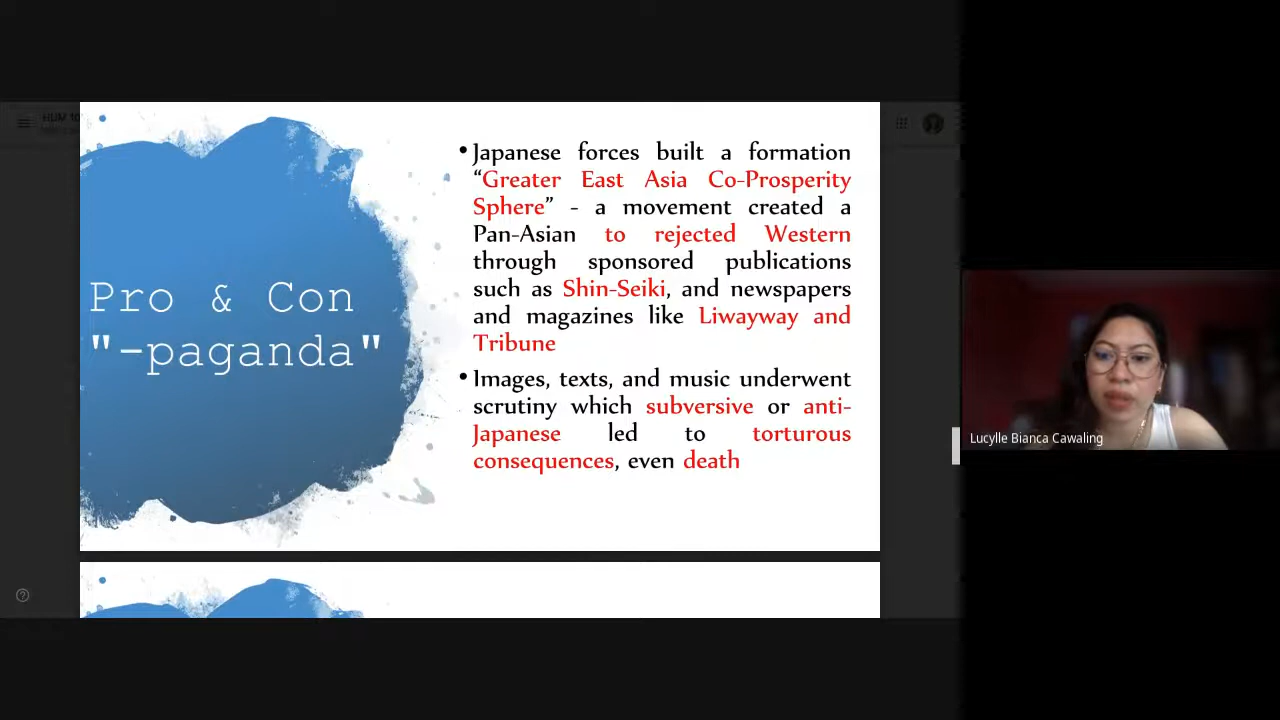 HUM 10
Pro & Con
"-paganda"
• Japanese forces built a formation
“Greater East Asia Co-Prosperity
Sphere” - a movement created a
Pan-Asian to rejected Western
through sponsored publications
such as Shin-Seiki, and newspapers
and magazines like Liwayway and
Tribune
• Images, texts, and music underwent
scrutiny which subversive or anti-
Japanese led to torturous
consequences, even death
Lucylle Bianca Cawaling